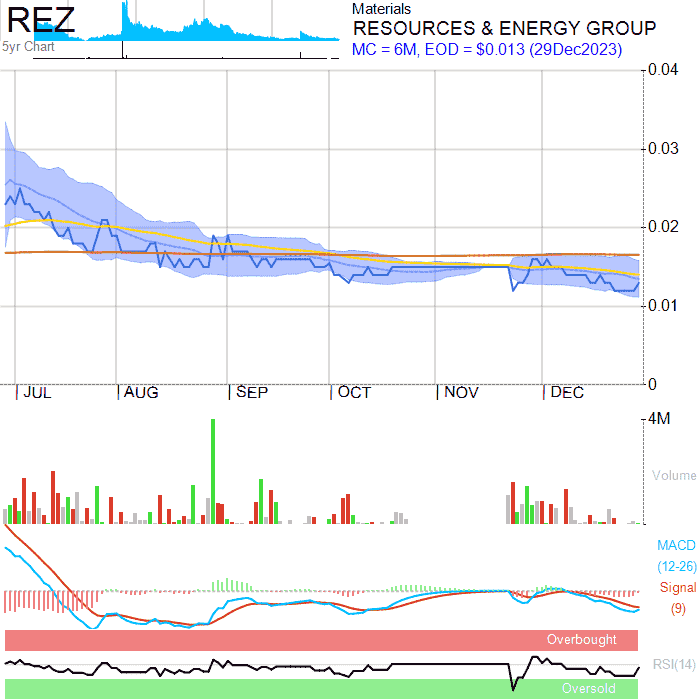 REZ
5yr Chart
Materials
RESOURCES & ENERGY GROUP
MC = 6M, EOD = $0.013 (29Dec2023)
0.04
0.03
0.02
0.01
0
JUL AUG SEP OCT NOV DEC
4M
Volume
MACD
(12-26)
Signal
(9)
Overbought
RSI(14)
Oversold